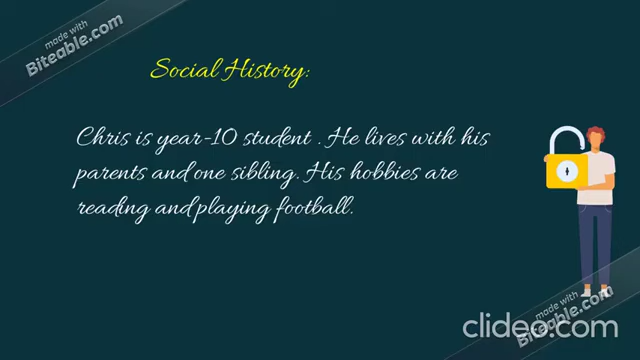 made with
Biteable.com
Social History:
Chris is year-10 student . He lives with his
parents and one sibling. His hobbies are
reading and playing football.
made with
Biteable.com
clideo.com